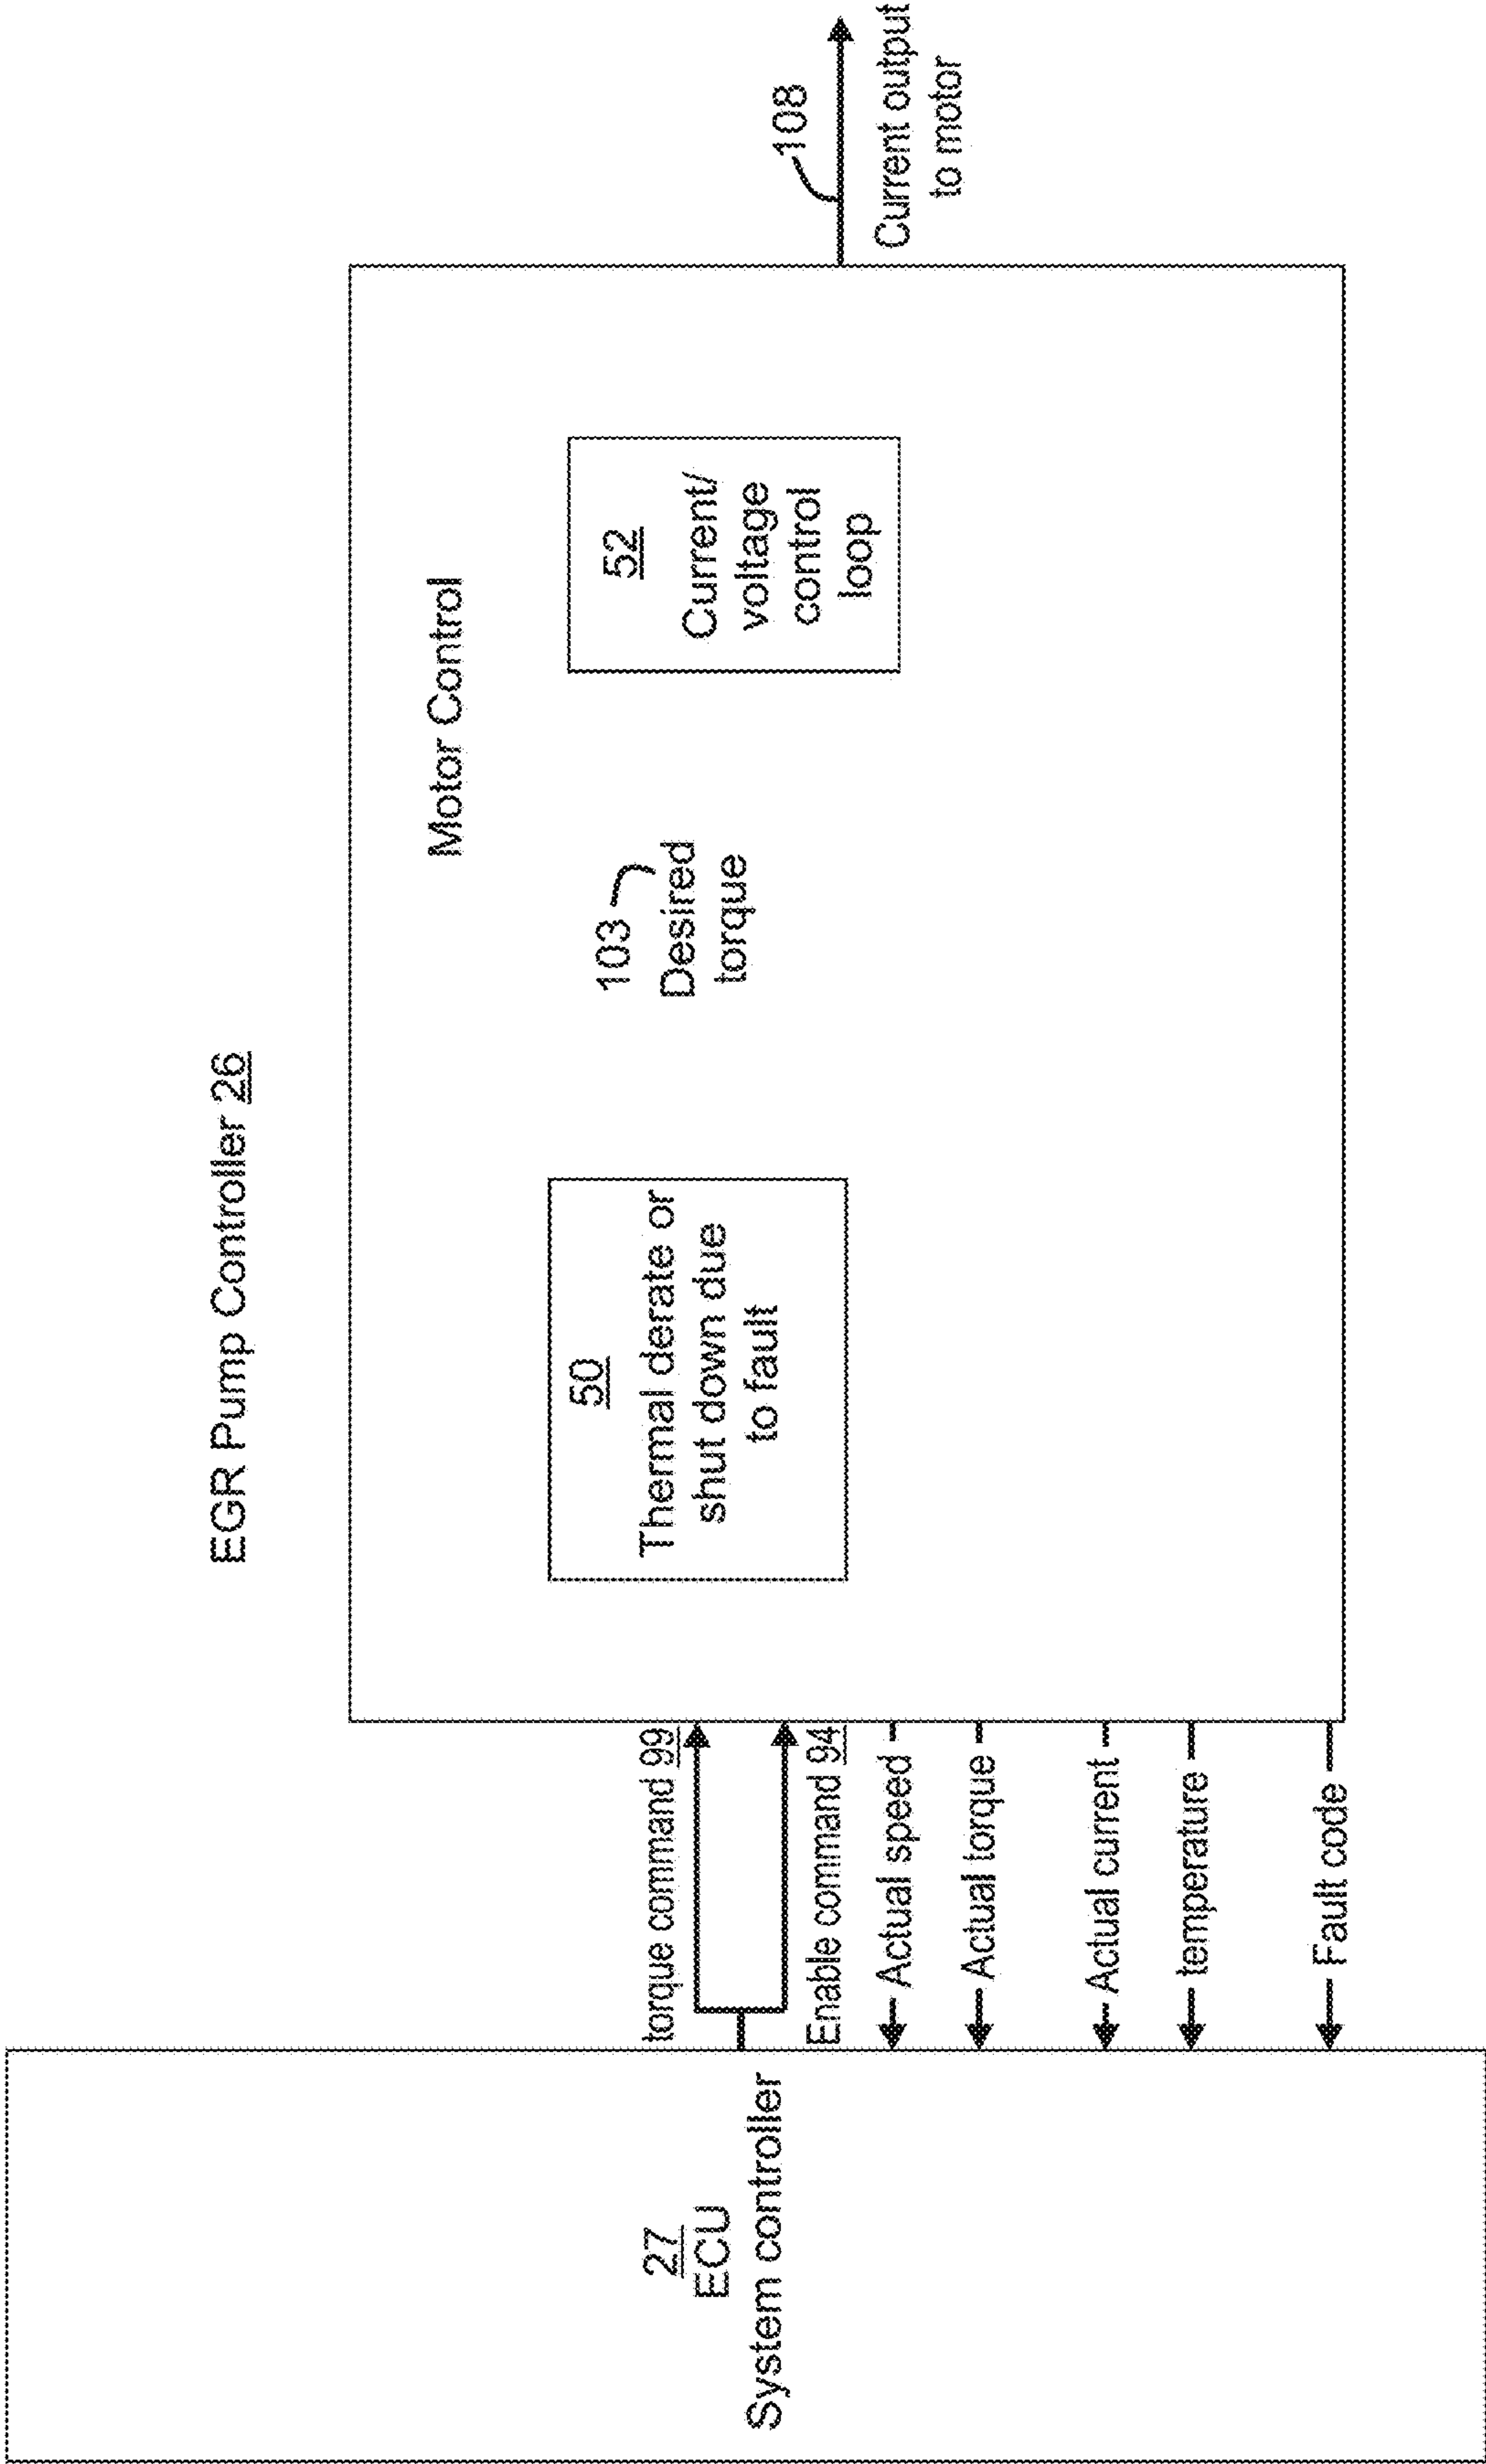 EGR Pump Controller 26
27
ECU
System controller
torque command 99
Enable command 94
Actual speed
Actual torque
Actual current
temperature
Fault code
Motor Control
50
Thermal derate or
shut down due
to fault
103
Desired
torque
52
Current/
voltage
control
loop
108
Current output
to motor